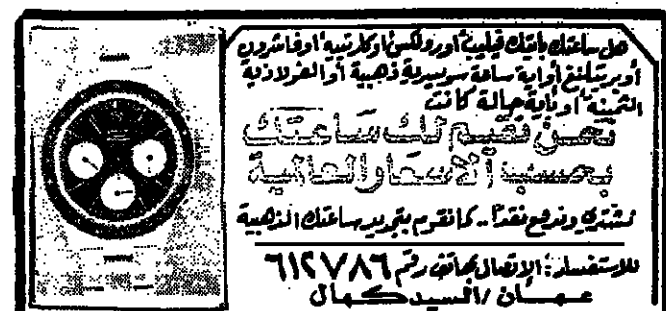 هل ساعتك باتيك فيليب أو رولكس أو كارتييه أو فاشرون
أو بريتلنغ أو أية ساعة سويسرية ذهبية أو الفولاذية
الثمينة أو بأية حالة كانت
نحن نقيم لك ساعتك
بحسب الاسعار العالمية
نشتري وندفع نقداً.. كما نقوم بتجديد ساعتك الذهبية
للاستفسار: الاتصال بهاتف رقم ٦١٢٧٨٦
عمان / السيد كمال